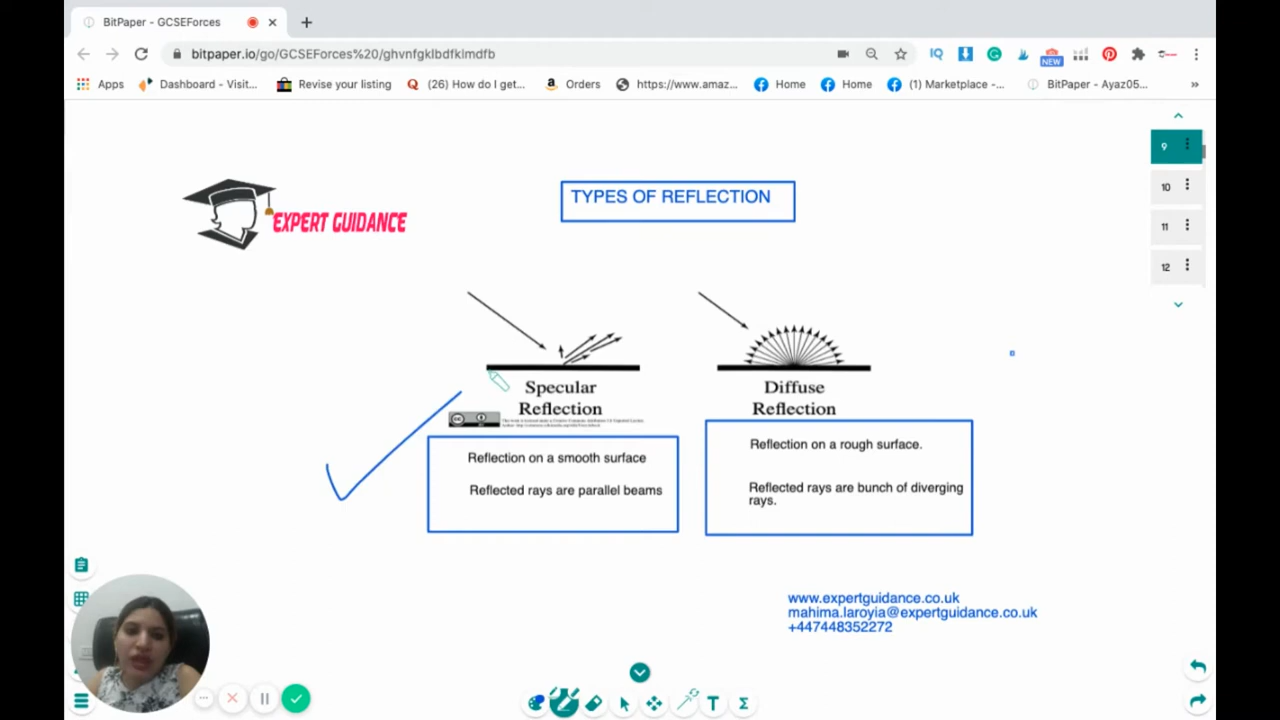 BitPaper - GCSEForces
bitpaper.io/go/GCSEForces%20/ghvnfgklbdfklmdfb
IQ
NEW
Apps
Dashboard - Visit...
Revise your listing
(26) How do I get...
Orders
https://www.amaz...
Home
Home
(1) Marketplace -...
BitPaper - Ayaz05...
9
10
11
12
EXPERT GUIDANCE
TYPES OF REFLECTION
Specular
Reflection
Diffuse
Reflection
Reflection on a smooth surface
Reflected rays are parallel beams
Reflection on a rough surface.
Reflected rays are bunch of diverging
rays.
www.expertguidance.co.uk
mahima.laroyia@expertguidance.co.uk
+447448352272
T
Σ